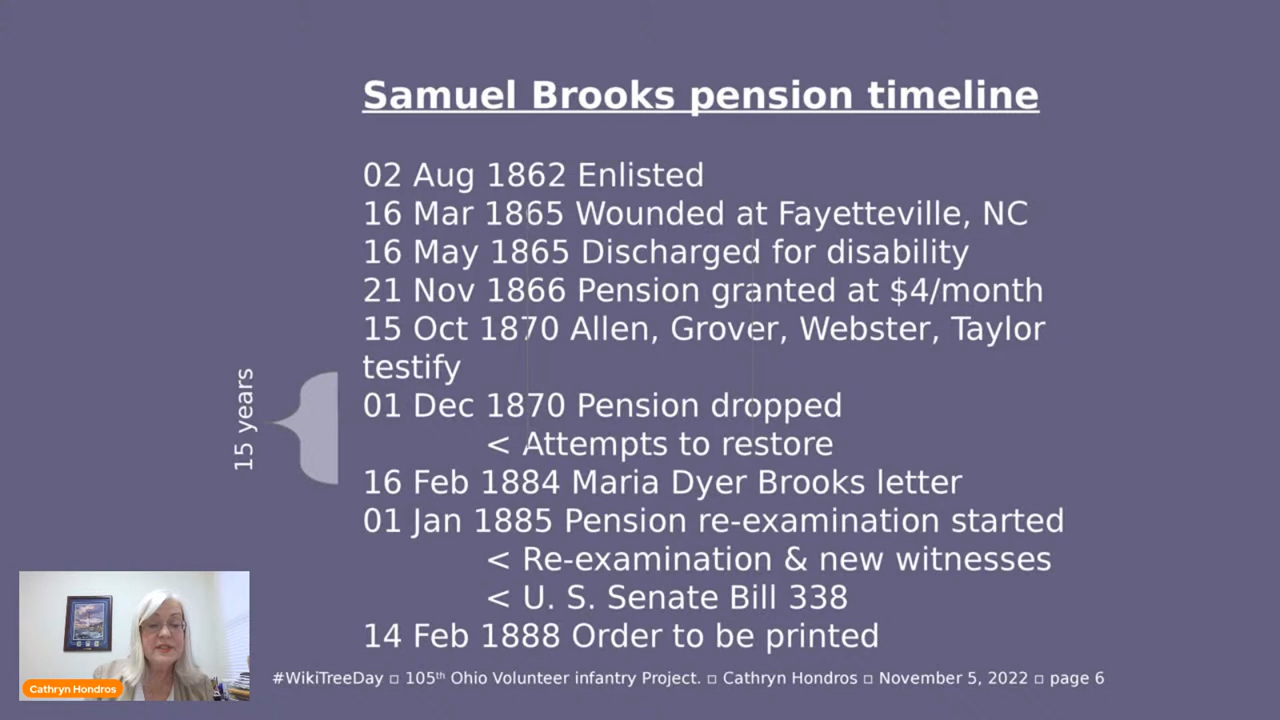 Samuel Brooks pension timeline
02 Aug 1862 Enlisted
16 Mar 1865 Wounded at Fayetteville, NC
16 May 1865 Discharged for disability
21 Nov 1866 Pension granted at $4/month
15 Oct 1870 Allen, Grover, Webster, Taylor
testify
01 Dec 1870 Pension dropped
< Attempts to restore
15 years
16 Feb 1884 Maria Dyer Brooks letter
01 Jan 1885 Pension re-examination started
< Re-examination & new witnesses
< U. S. Senate Bill 338
14 Feb 1888 Order to be printed
#WikiTreeDay □ 105th Ohio Volunteer infantry Project. □ Cathryn Hondros □ November 5, 2022 □ page 6
Cathryn Hondros